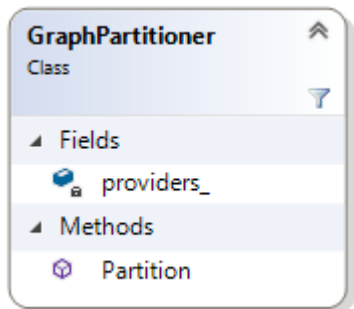 GraphPartitioner
Class
Fields
providers_
Methods
Partition